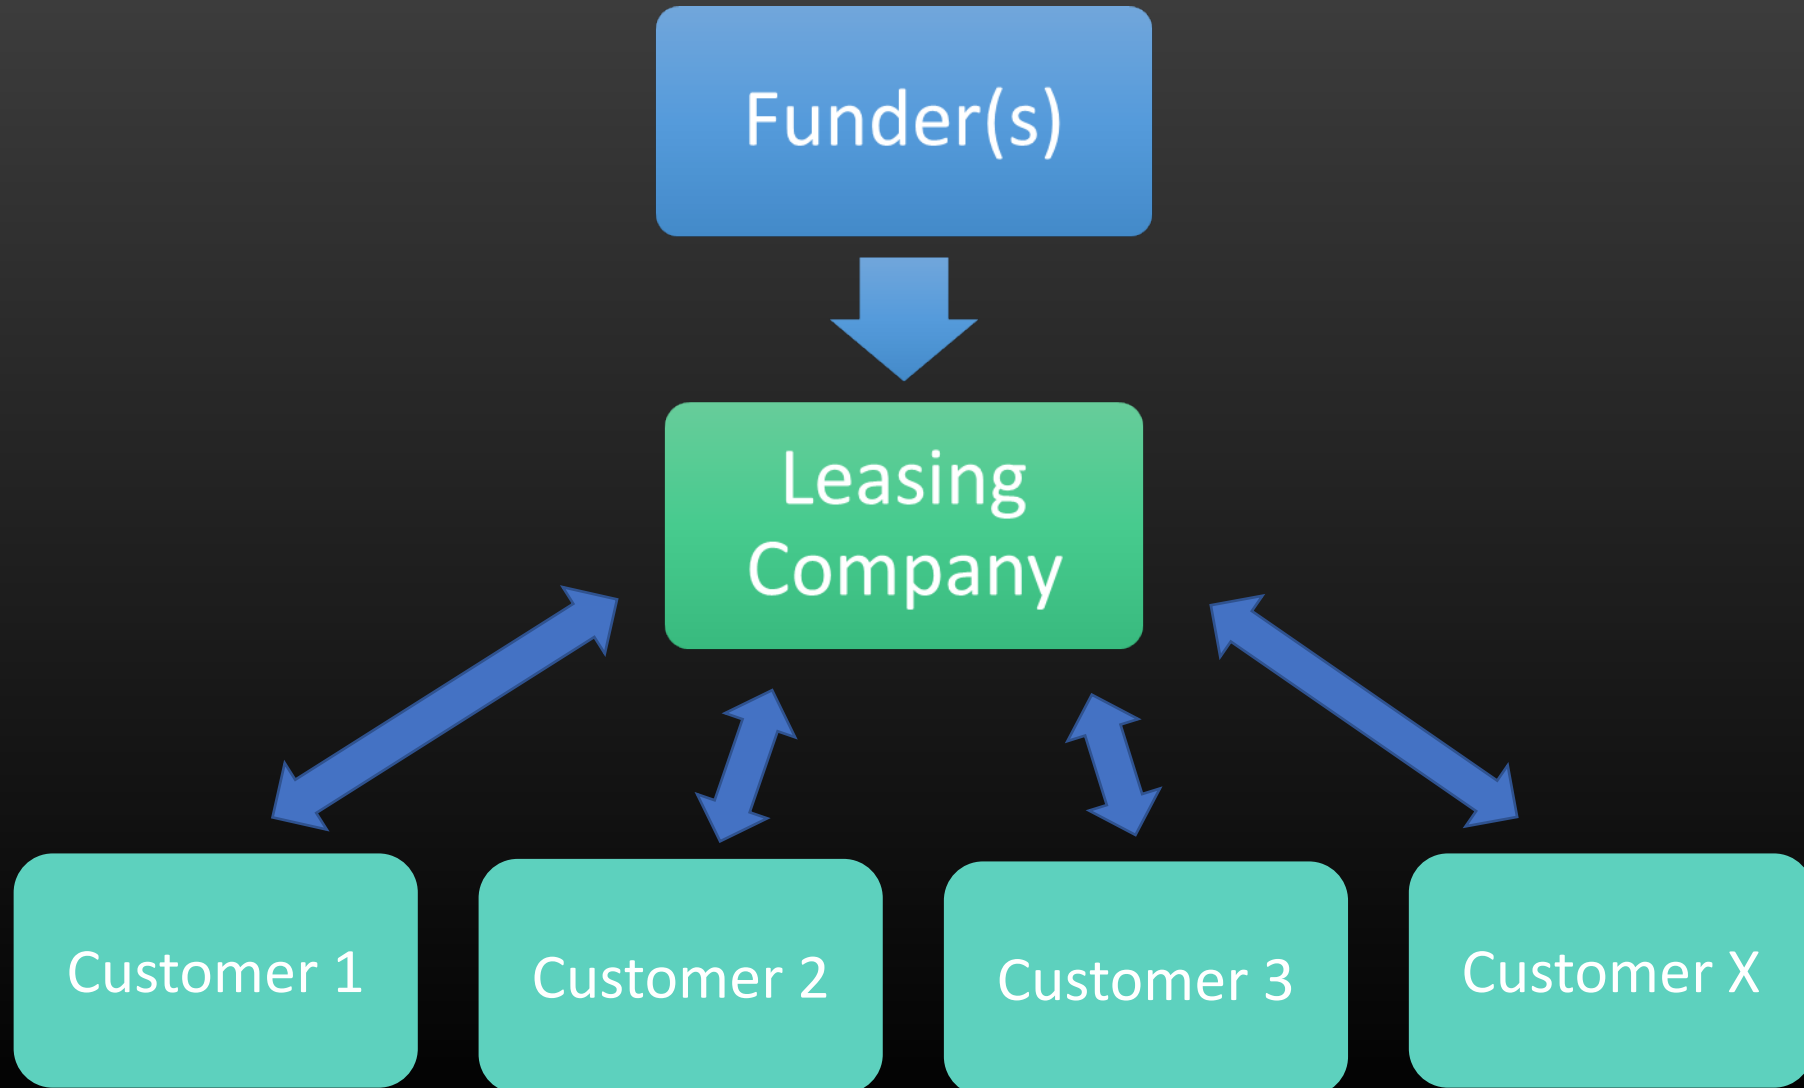 Funder(s)
Leasing
Company
Customer 1
Customer 2
Customer 3
Customer X